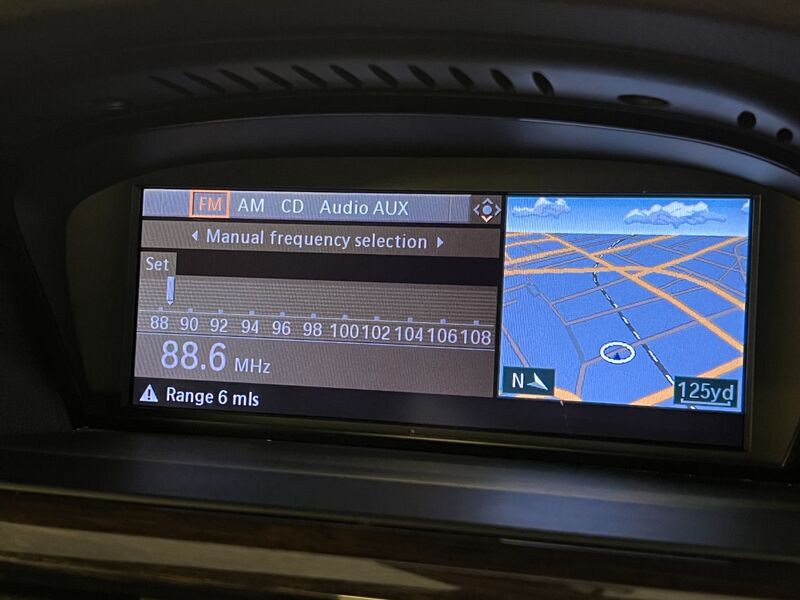 FM AM CD Audio AUX
Manual frequency selection
Set
88 90 92 94 96 98 100 102 104 106 108
88.6 MHz
Range 6 mls
N
125yd